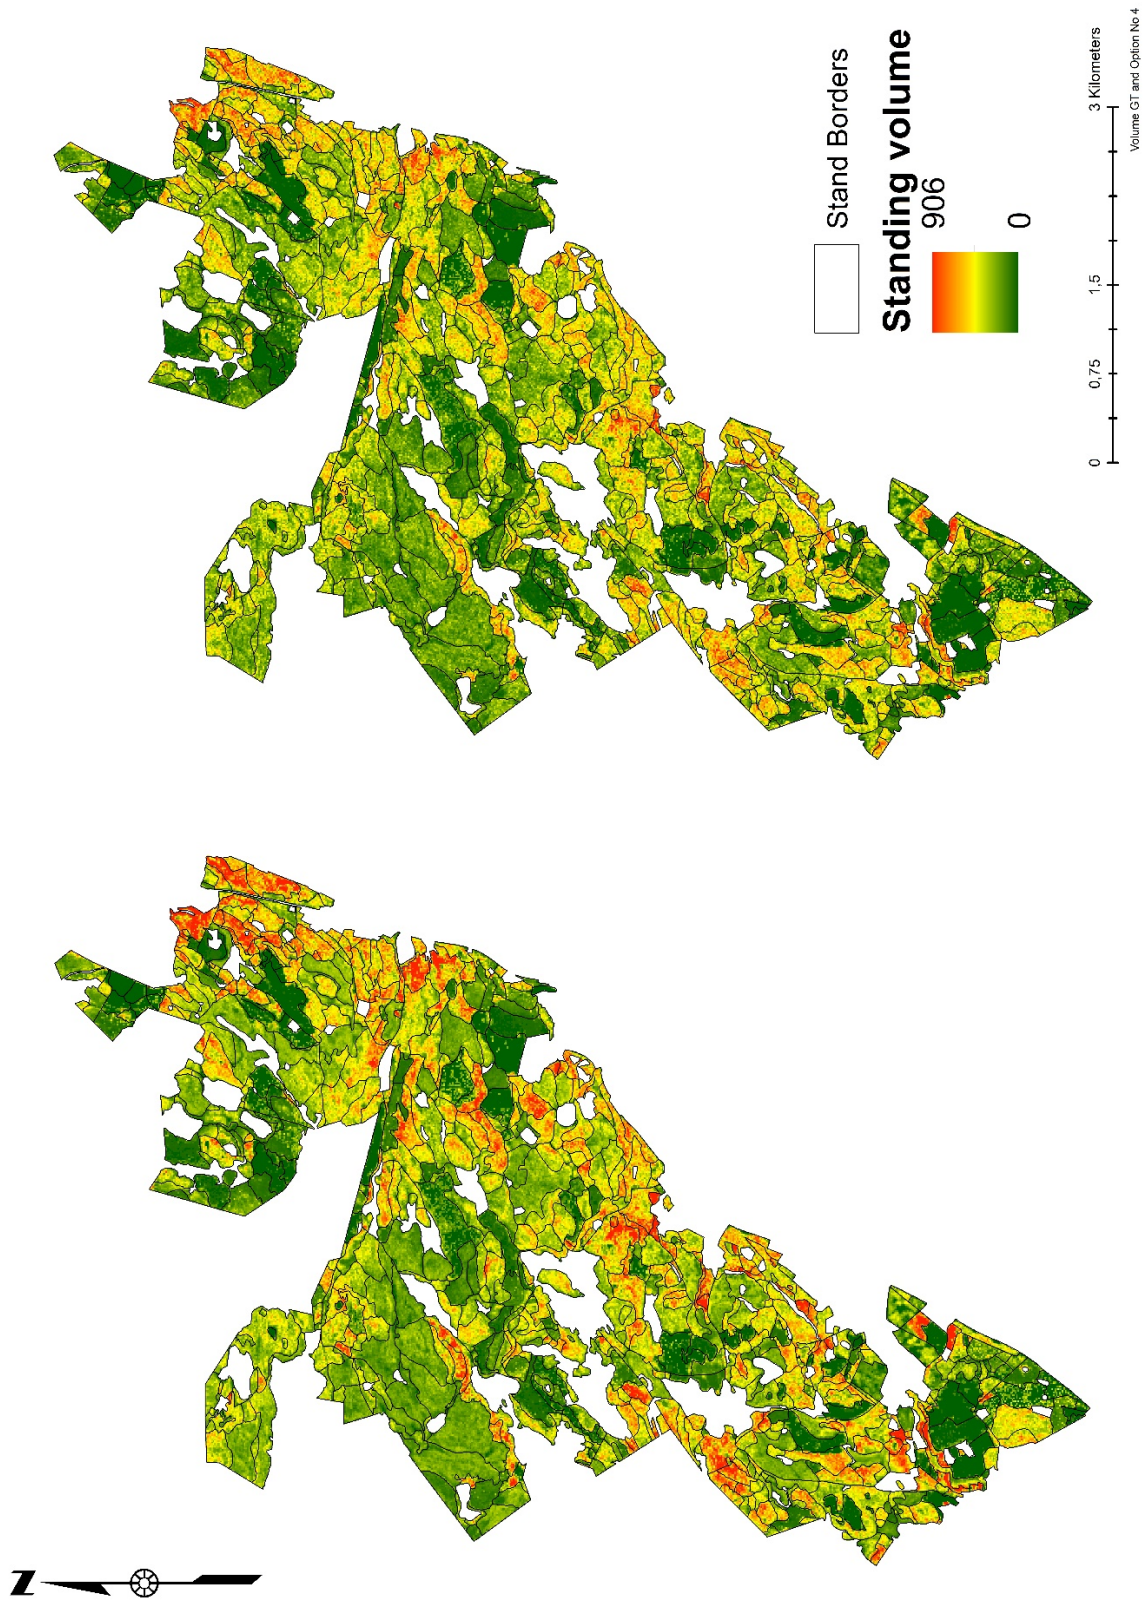 N
Stand Borders
Standing volume
906
0
0 0,75 1,5 3 Kilometers
Volume GT and Option No 4